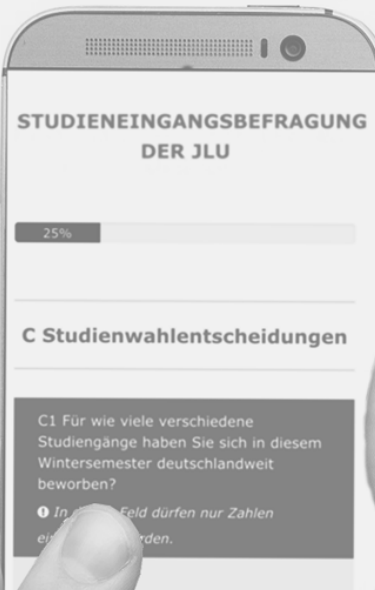 STUDIENEINGANGSBEFRAGUNG
DER JLU
25%
C Studienwahlentscheidungen
C1 Für wie viele verschiedene
Studiengänge haben Sie sich in diesem
Wintersemester deutschlandweit
beworben?
In Feld dürfen nur Zahlen